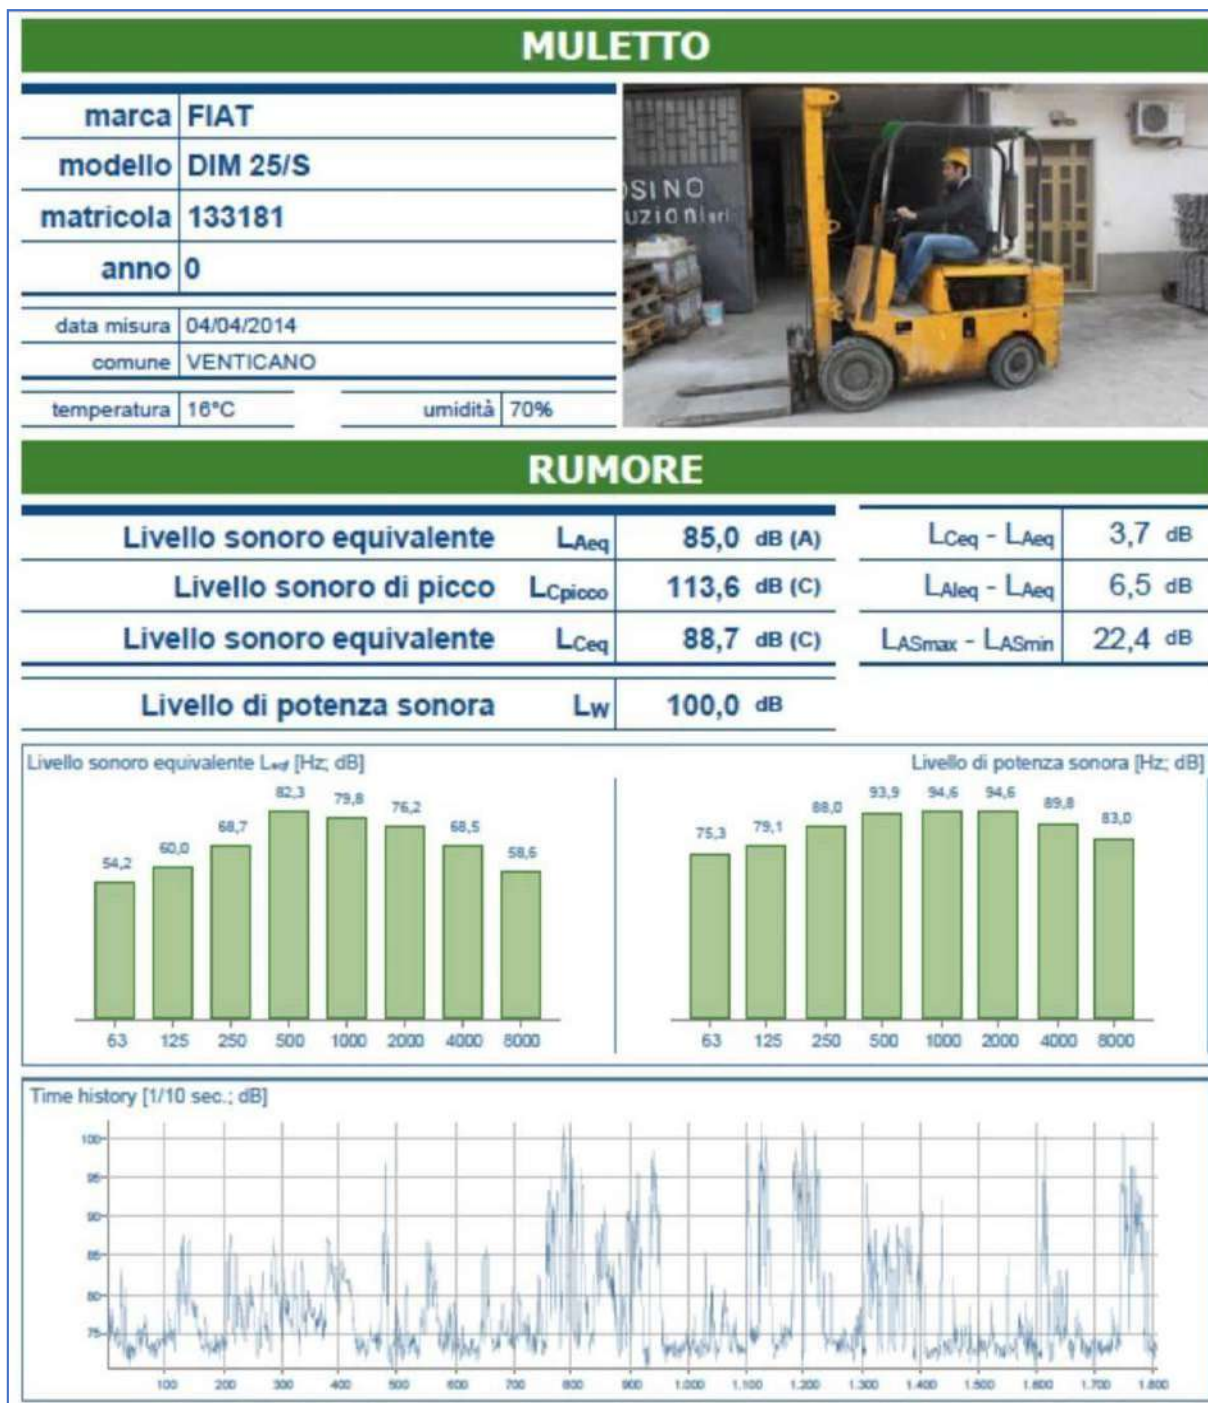 MULETTO
marca FIAT
modello DIM 25/S
matricola 133181
anno 0
data misura 04/04/2014
comune VENTICANO
temperatura 16°C umidità 70%
OSINO
uzioni srl
RUMORE
Livello sonoro equivalente LAeq 85,0 dB (A) LCeq - LAeq 3,7 dB
Livello sonoro di picco LCpicco 113,6 dB (C) LAIeq - LAeq 6,5 dB
Livello sonoro equivalente LCeq 88,7 dB (C) LASmax - LASmin 22,4 dB
Livello di potenza sonora LW 100,0 dB
Livello sonoro equivalente Leqf [Hz; dB] Livello di potenza sonora [Hz; dB]
54,2 60,0 68,7 82,3 79,8 76,2 68,5 58,6 75,3 79,1 88,0 93,9 94,6 94,6 89,8 83,0
63 125 250 500 1000 2000 4000 8000 63 125 250 500 1000 2000 4000 8000
Time history [1/10 sec.; dB]
100
95
90
85
80
75
100 200 300 400 500 600 700 800 900 1.000 1.100 1.200 1.300 1.400 1.500 1.600 1.700 1.800